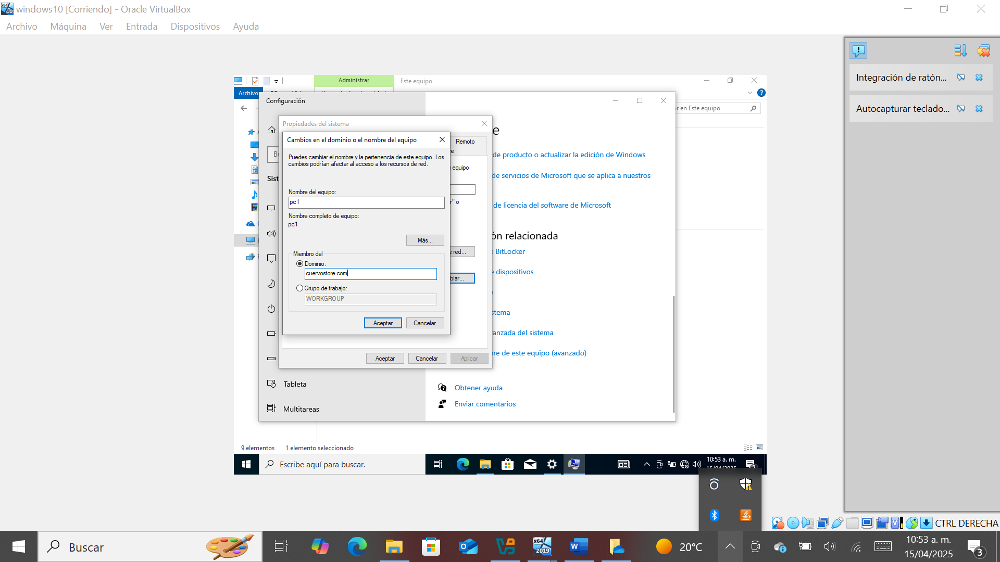 windows10 [Corriendo] - Oracle VirtualBox
Archivo Máquina Ver Entrada Dispositivos Ayuda
Integración de ratón...
Autocapturar teclado...
Administrar Este equipo
Archivo
Configuración
ar en Este equipo
Propiedades del sistema
Cambios en el dominio o el nombre del equipo
Remoto
Puedes cambiar el nombre y la pertenencia de este equipo. Los
cambios podrían afectar al acceso a los recursos de red.
de producto o actualizar la edición de Windows
equipo
Sist
de servicios de Microsoft que se aplica a nuestros
Nombre del equipo:
pc1
r" o
de licencia del software de Microsoft
Nombre completo de equipo:
pc1
ón relacionada
Más...
e red...
e BitLocker
Miembro del
Dominio:
cuervostore.com
e dispositivos
biar...
Grupo de trabajo:
WORKGROUP
stema
Aceptar Cancelar
anzada del sistema
bre de este equipo (avanzado)
Aceptar Cancelar Aplicar
Tableta
Obtener ayuda
Enviar comentarios
Multitareas
9 elementos 1 elemento seleccionado
Escribe aquí para buscar.
10:53 a. m.
15/04/2025
CTRL DERECHA
Buscar
x64
2019
20°C
10:53 a. m.
15/04/2025
3